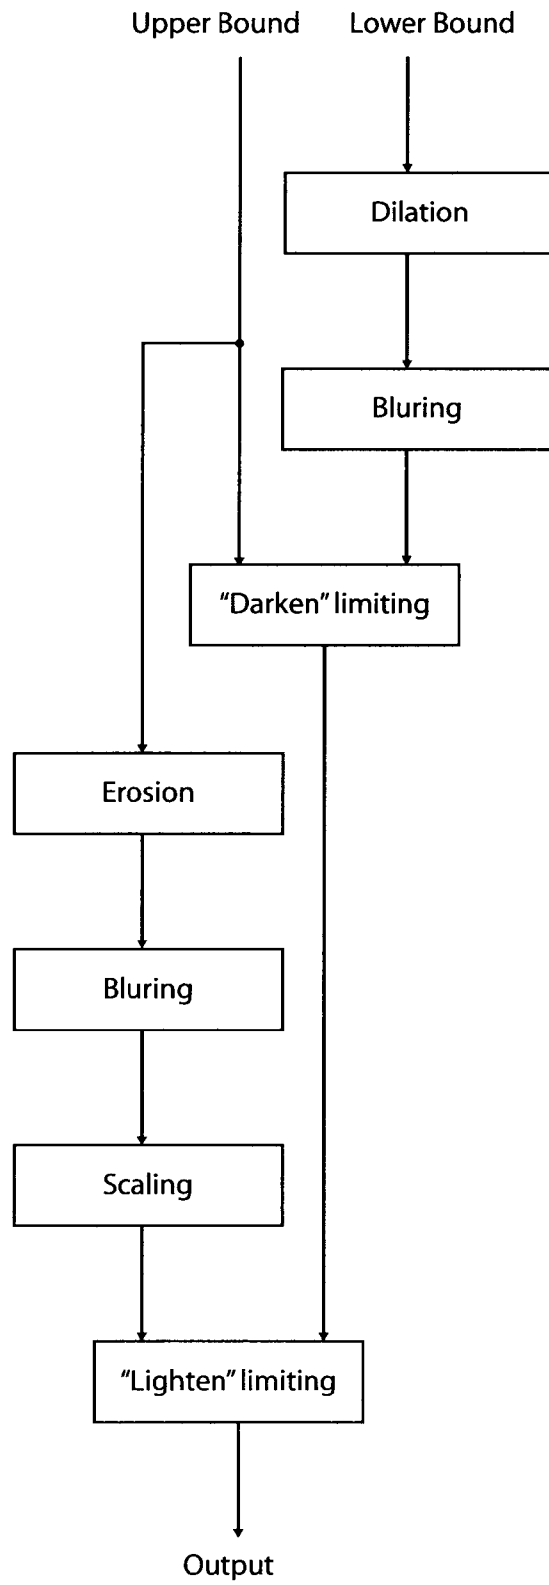 Upper Bound
Lower Bound
Dilation
Bluring
“Darken” limiting
Erosion
Bluring
Scaling
“Lighten” limiting
Output